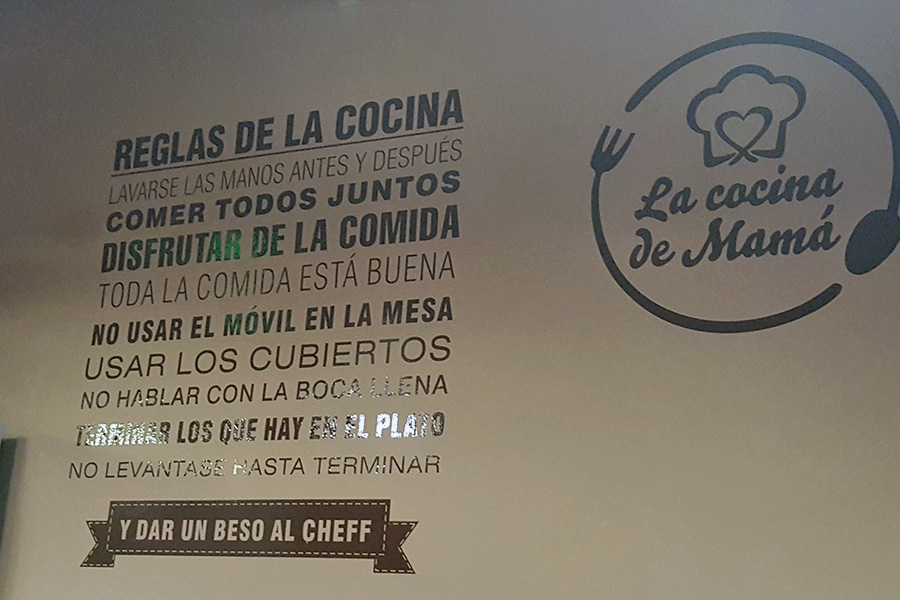 REGLAS DE LA COCINA
LAVARSE LAS MANOS ANTES Y DESPUÉS
COMER TODOS JUNTOS
DISFRUTAR DE LA COMIDA
TODA LA COMIDA ESTÁ BUENA
NO USAR EL MÓVIL EN LA MESA
USAR LOS CUBIERTOS
NO HABLAR CON LA BOCA LLENA
TERMINAR LOS QUE HAY EN EL PLATO
NO LEVANTASE HASTA TERMINAR
Y DAR UN BESO AL CHEFF
La cocina
de Mamá